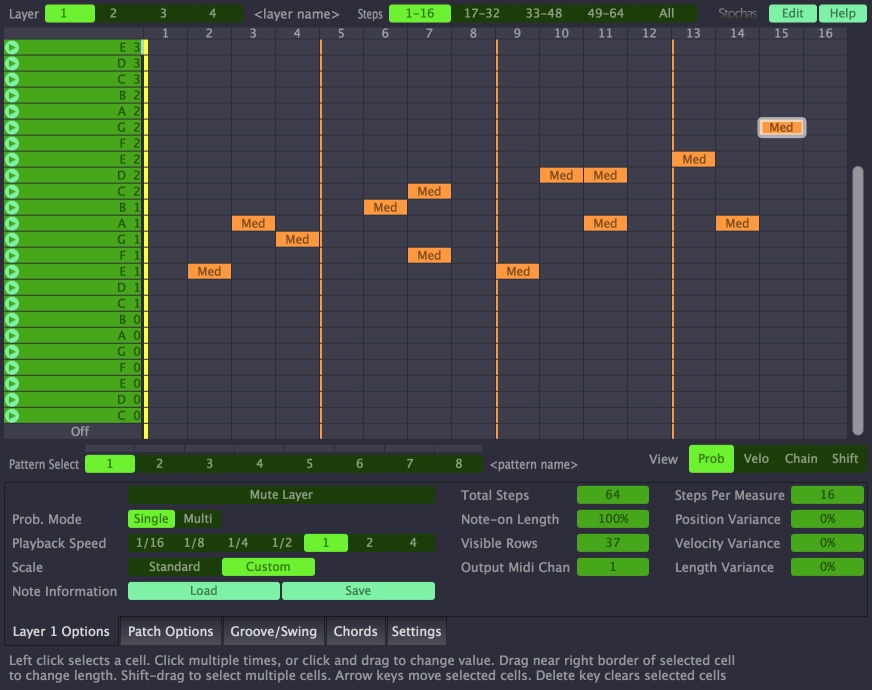 Layer 1 2 3 4 <layer name> Steps 1-16 17-32 33-48 49-64 All Stochas Edit Help
1 2 3 4 5 6 7 8 9 10 11 12 13 14 15 16
E 3
D 3
C 3
B 2
A 2
G 2 Med
F 2
E 2 Med
D 2 Med Med
C 2 Med
B 1 Med
A 1 Med Med Med
G 1 Med
F 1 Med
E 1 Med Med
D 1
C 1
B 0
A 0
G 0
F 0
E 0
D 0
C 0
Off
Pattern Select 1 2 3 4 5 6 7 8 <pattern name> View Prob Velo Chain Shift
Mute Layer Total Steps 64 Steps Per Measure 16
Prob. Mode Single Multi Note-on Length 100% Position Variance 0%
Playback Speed 1/16 1/8 1/4 1/2 1 2 4 Visible Rows 37 Velocity Variance 0%
Scale Standard Custom Output Midi Chan 1 Length Variance 0%
Note Information Load Save
Layer 1 Options Patch Options Groove/Swing Chords Settings
Left click selects a cell. Click multiple times, or click and drag to change value. Drag near right border of selected cell
to change length. Shift-drag to select multiple cells. Arrow keys move selected cells. Delete key clears selected cells